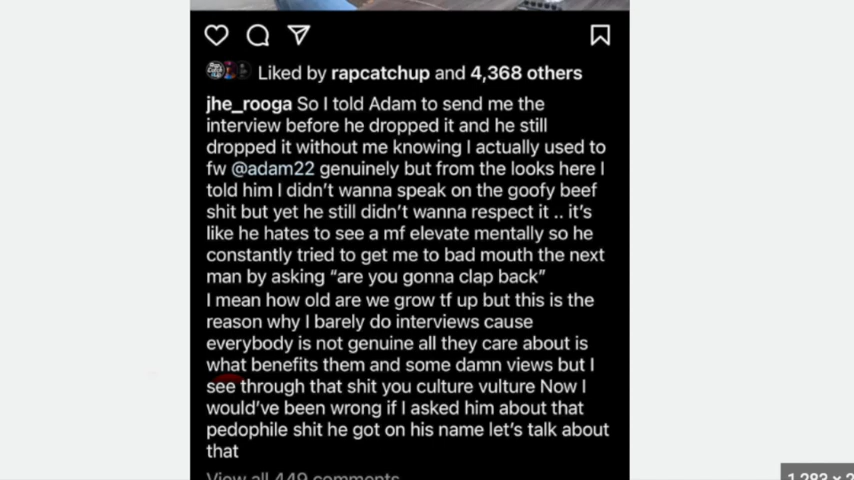 Liked by rapcatchup and 4,368 others
jhe_rooga So I told Adam to send me the
interview before he dropped it and he still
dropped it without me knowing I actually used to
fw @adam22 genuinely but from the looks here I
told him I didn't wanna speak on the goofy beef
shit but yet he still didn't wanna respect it .. it's
like he hates to see a mf elevate mentally so he
constantly tried to get me to bad mouth the next
man by asking "are you gonna clap back"
I mean how old are we grow tf up but this is the
reason why I barely do interviews cause
everybody is not genuine all they care about is
what benefits them and some damn views but I
see through that shit you culture vulture Now I
would've been wrong if I asked him about that
pedophile shit he got on his name let's talk about
that
View all 449 comments
1,283 ×